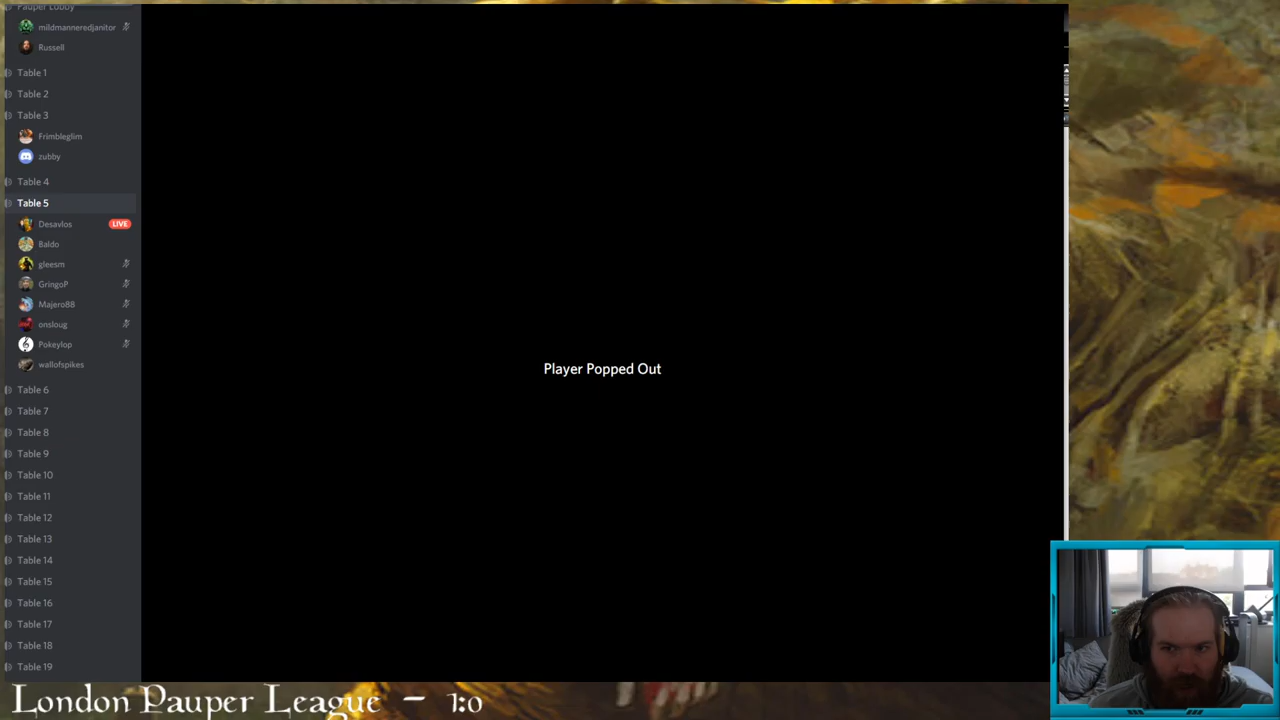 Pauper Lobby
mildmanneredjanitor
Russell
Table 1
Table 2
Table 3
Frimbleglim
zubby
Table 4
Table 5
Desavlos LIVE
Baldo
gleesm
GringoP
Majero88
onsloug
Pokeylop
wallofspikes
Table 6
Table 7
Table 8
Table 9
Table 10
Table 11
Table 12
Table 13
Table 14
Table 15
Table 16
Table 17
Table 18
Table 19
Player Popped Out
London Pauper League - 1:0